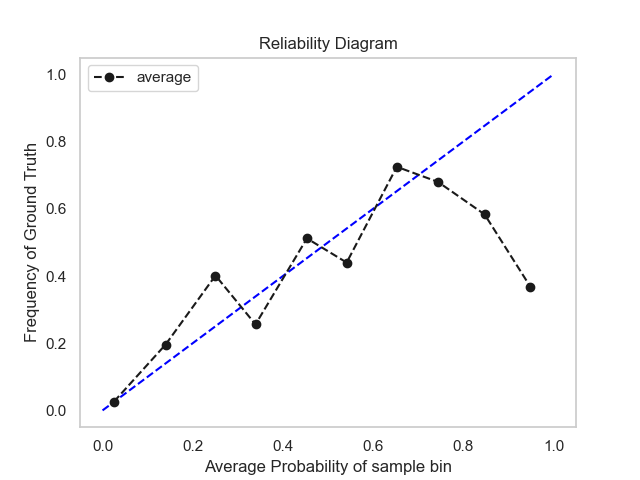 Reliability Diagram
average
Frequency of Ground Truth
1.0
0.8
0.6
0.4
0.2
0.0
0.0 0.2 0.4 0.6 0.8 1.0
Average Probability of sample bin